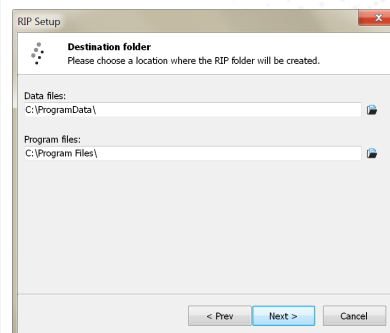 RIP Setup
Destination folder
Please choose a location where the RIP folder will be created.
Data files:
C:\ProgramData\
Program files:
C:\Program Files\
< Prev
Next >
Cancel